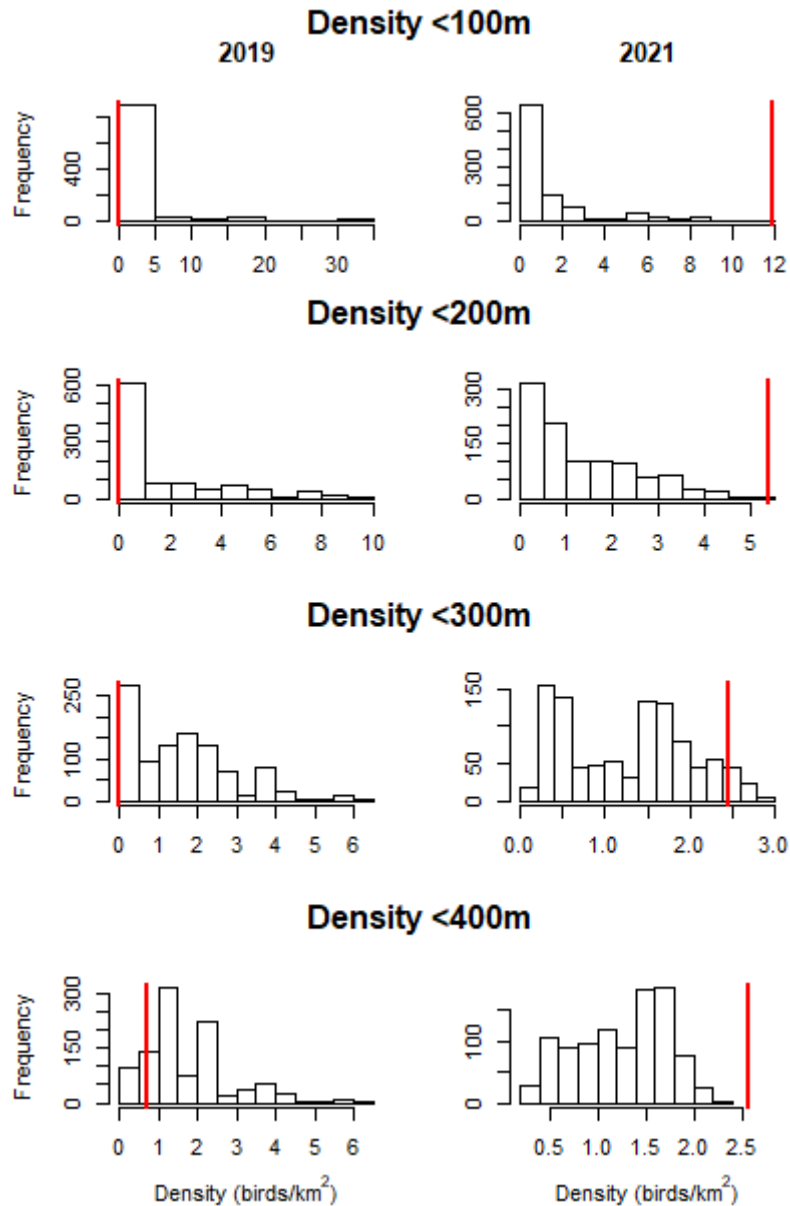 Density <100m
2019 2021
Frequency
400
0
0 5 10 20 30
600
300
0
0 2 4 6 8 10 12
Density <200m
Frequency
600
300
0
0 2 4 6 8 10
300
150
0
0 1 2 3 4 5
Density <300m
Frequency
250
100
0
0 1 2 3 4 5 6
150
50
0
0.0 1.0 2.0 3.0
Density <400m
Frequency
300
150
0
0 1 2 3 4 5 6
Density (birds/km²)
100
0
0.5 1.0 1.5 2.0 2.5
Density (birds/km²)